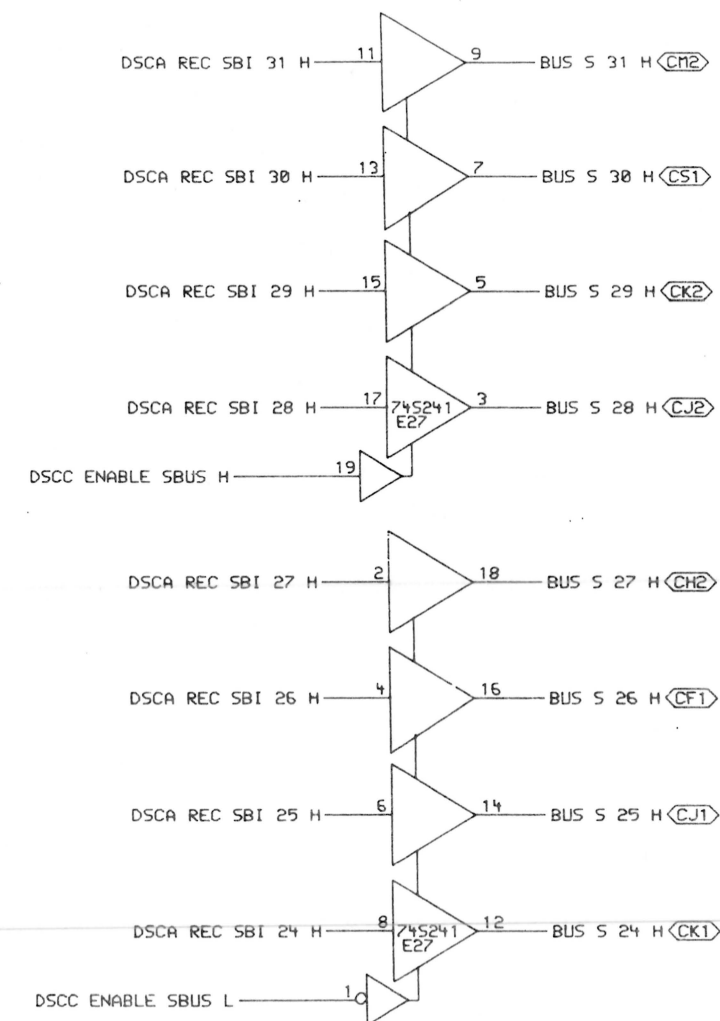 DSCA REC SBI 31 H 11 9 BUS S 31 H CM2
DSCA REC SBI 30 H 13 7 BUS S 30 H CS1
DSCA REC SBI 29 H 15 5 BUS S 29 H CK2
DSCA REC SBI 28 H 17 74S241 3 BUS S 28 H CJ2
E27
DSCC ENABLE SBUS H 19
DSCA REC SBI 27 H 2 18 BUS S 27 H CH2
DSCA REC SBI 26 H 4 16 BUS S 26 H CF1
DSCA REC SBI 25 H 6 14 BUS S 25 H CJ1
DSCA REC SBI 24 H 8 74S241 12 BUS S 24 H CK1
E27
DSCC ENABLE SBUS L 1